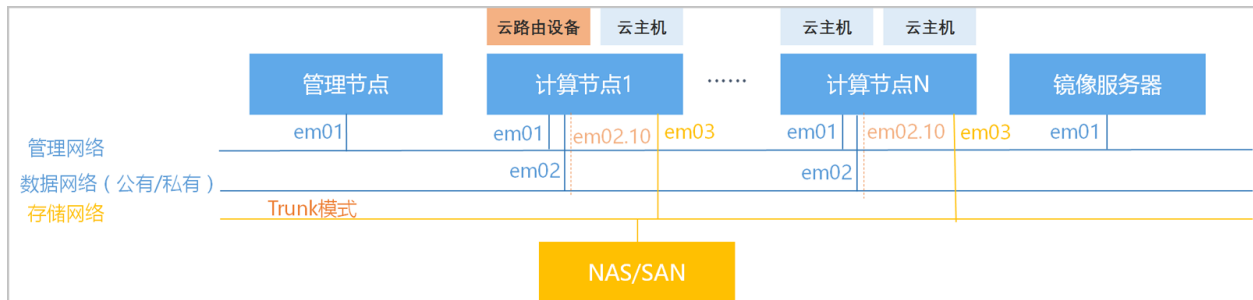 云路由设备
云主机
云主机
云主机
管理节点
计算节点1
......
计算节点N
镜像服务器
em01
em01
em02.10
em03
em01
em02.10
em03
em01
管理网络
em02
em02
数据网络（公有/私有）
存储网络
Trunk模式
NAS/SAN